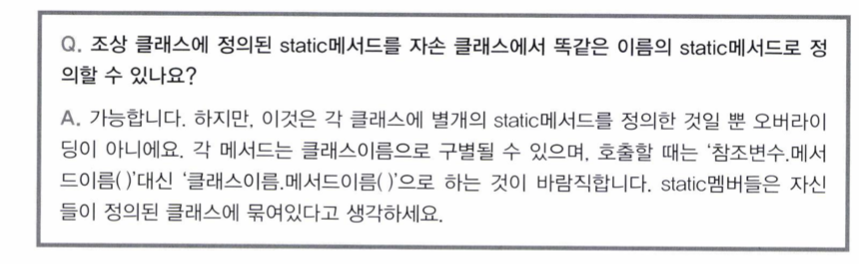 Q. 조상 클래스에 정의된 static메서드를 자손 클래스에서 똑같은 이름의 static메서드로 정
의할 수 있나요?
A. 가능합니다. 하지만, 이것은 각 클래스에 별개의 static메서드를 정의한 것일 뿐 오버라이
딩이 아니에요. 각 메서드는 클래스이름으로 구별될 수 있으며, 호출할 때는 ‘참조변수.메서
드이름( )’대신 ‘클래스이름.메서드이름( )’으로 하는 것이 바람직합니다. static멤버들은 자신
들이 정의된 클래스에 묶여있다고 생각하세요.